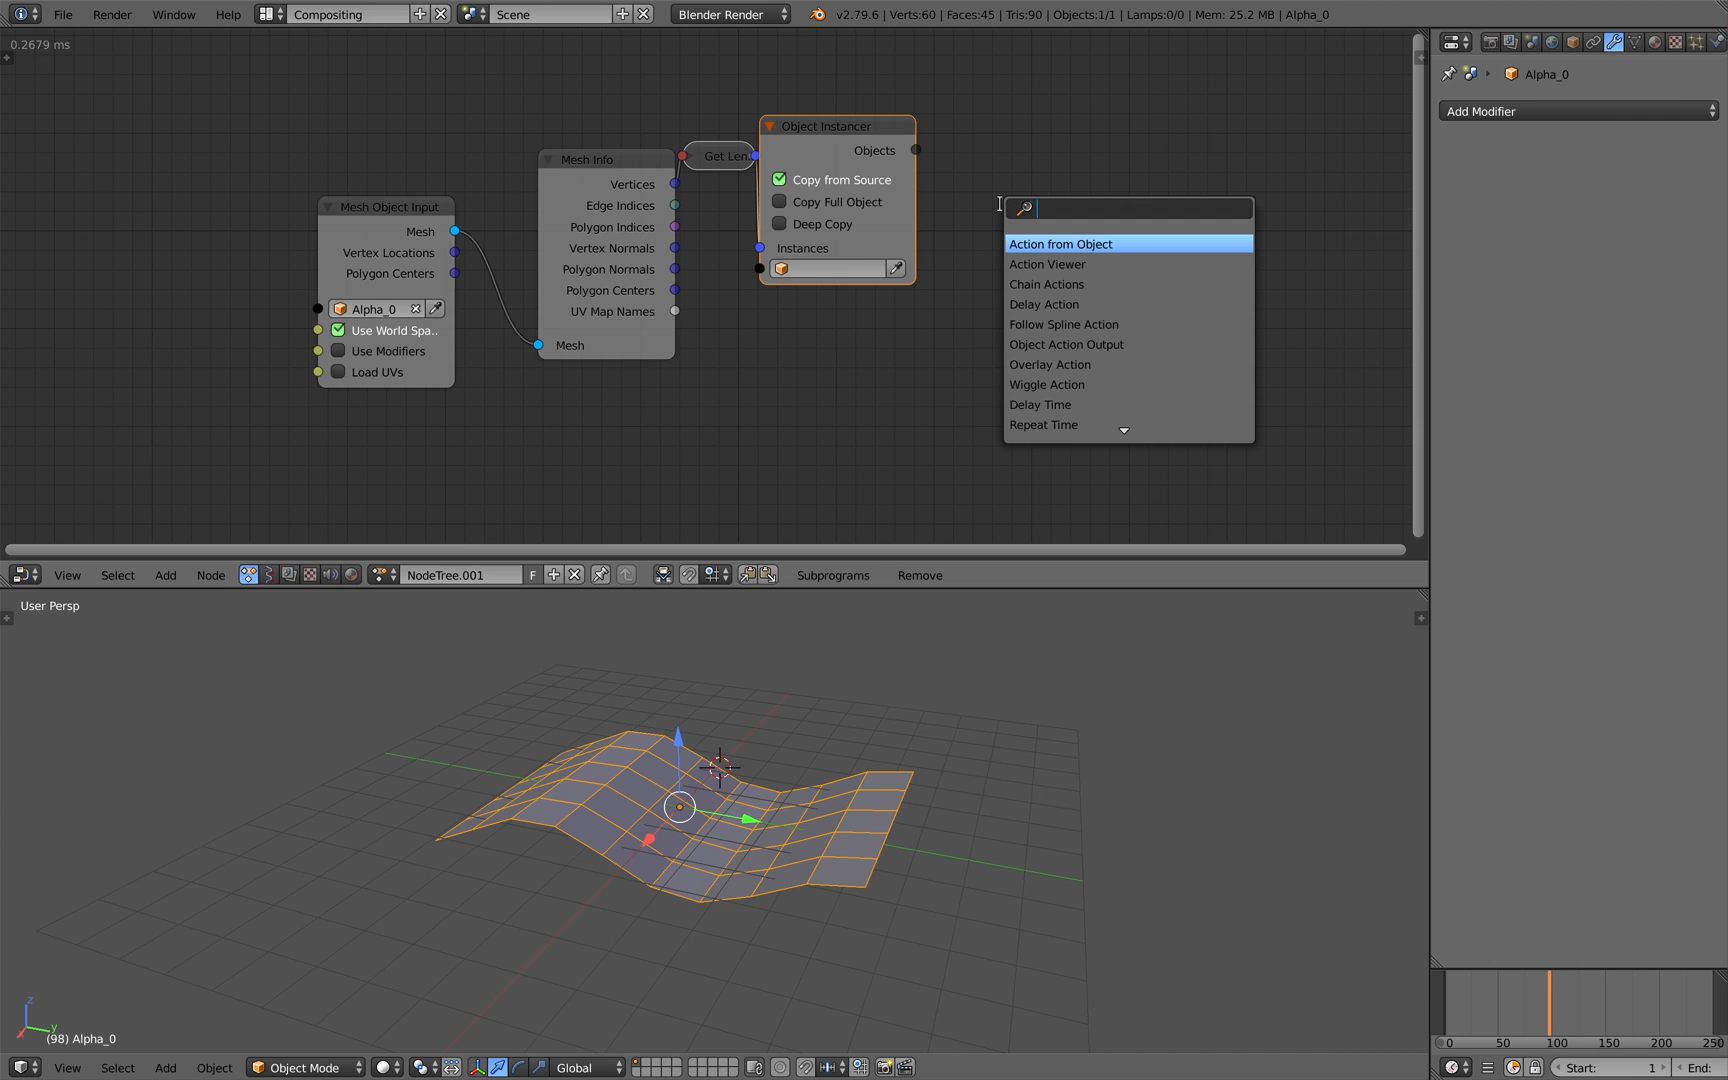 File Render Window Help Compositing Scene Blender Render v2.79.6 | Verts:60 | Faces:45 | Tris:90 | Objects:1/1 | Lamps:0/0 | Mem: 25.2 MB | Alpha_0
0.2679 ms
Mesh Object Input
Mesh
Vertex Locations
Polygon Centers
Alpha_0
Use World Spa..
Use Modifiers
Load UVs
Mesh Info
Vertices
Edge Indices
Polygon Indices
Vertex Normals
Polygon Normals
Polygon Centers
UV Map Names
Mesh
Get Len
Object Instancer
Objects
Copy from Source
Copy Full Object
Deep Copy
Instances
Action from Object
Action Viewer
Chain Actions
Delay Action
Follow Spline Action
Object Action Output
Overlay Action
Wiggle Action
Delay Time
Repeat Time
Alpha_0
Add Modifier
View Select Add Node NodeTree.001 F Subprograms Remove
User Persp
z
y
(98) Alpha_0
View Select Add Object Object Mode Global
0 50 100 150 200 250
Start: 1 End: